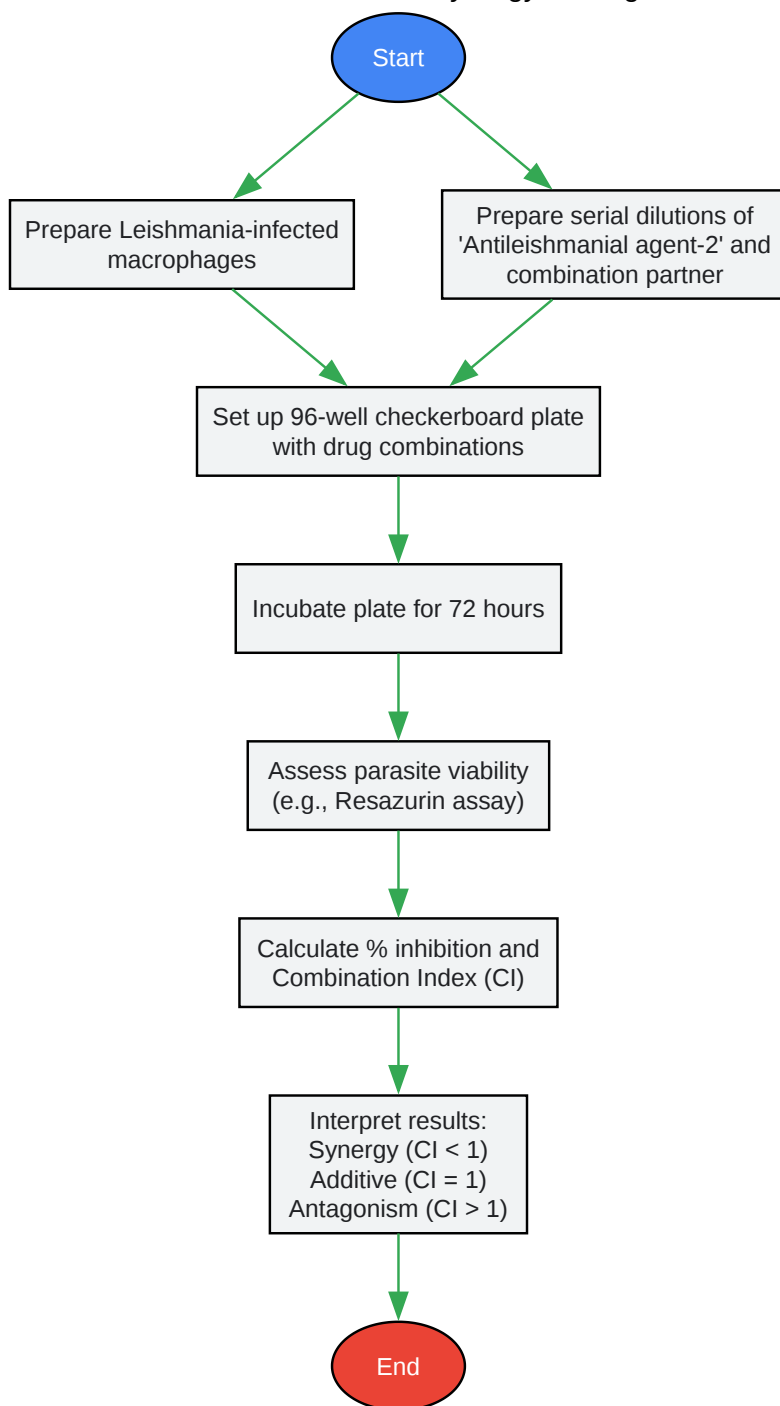 Start
Prepare Leishmania-infected
macrophages
Prepare serial dilutions of
'Antileishmanial agent-2' and
combination partner
Set up 96-well checkerboard plate
with drug combinations
Incubate plate for 72 hours
Assess parasite viability
(e.g., Resazurin assay)
Calculate % inhibition and
Combination Index (CI)
Interpret results:
Synergy (CI < 1)
Additive (CI = 1)
Antagonism (CI > 1)
End